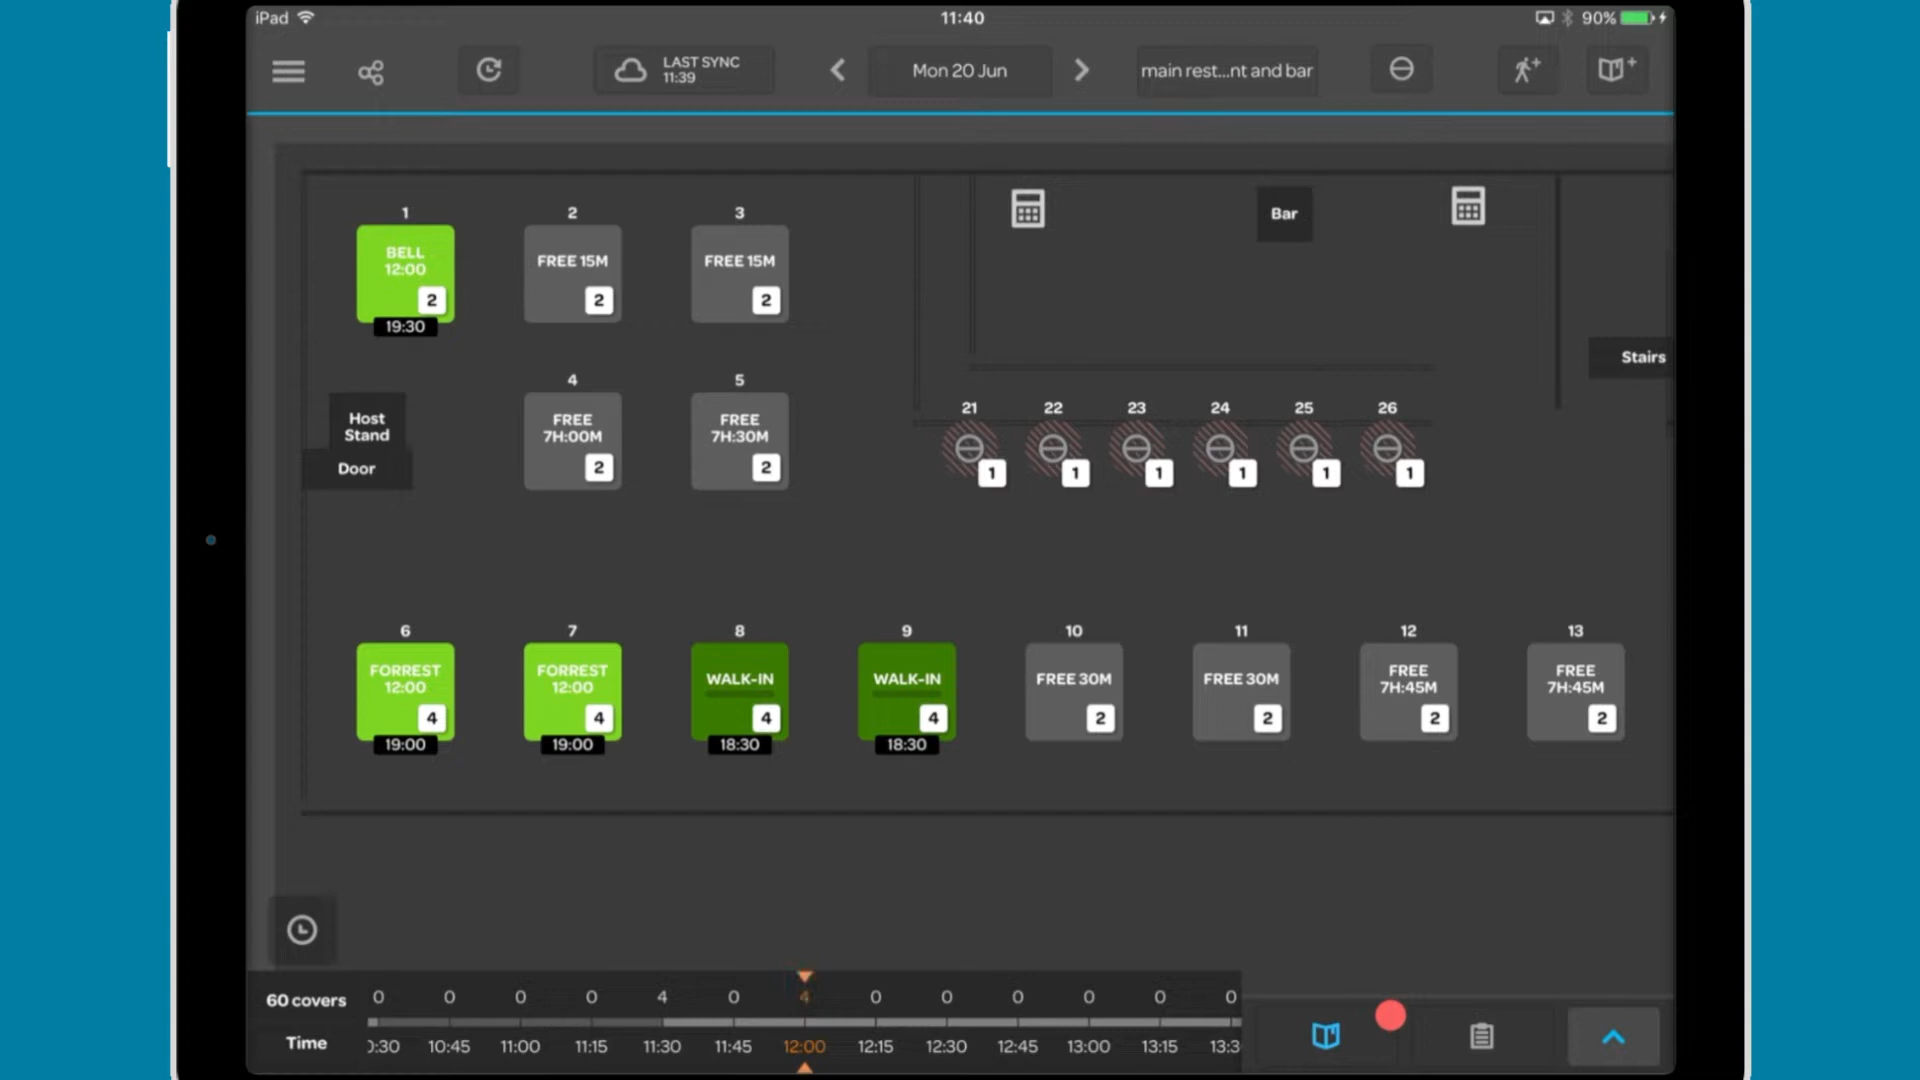 iPad
11:40
90%
LAST SYNC
11:39
Mon 20 Jun
main rest...nt and bar
1
2
3
BELL
12:00
2
19:30
FREE 15M
2
FREE 15M
2
Bar
Stairs
4
5
FREE
7H:00M
2
FREE
7H:30M
2
Host
Stand
Door
21
22
23
24
25
26
1
1
1
1
1
1
6
7
8
9
10
11
12
13
FORREST
12:00
4
19:00
FORREST
12:00
4
19:00
WALK-IN
4
18:30
WALK-IN
4
18:30
FREE 30M
2
FREE 30M
2
FREE
7H:45M
2
FREE
7H:45M
2
60 covers
0 0 0 0 4 0 4 0 0 0 0 0 0
Time
0:30 10:45 11:00 11:15 11:30 11:45 12:00 12:15 12:30 12:45 13:00 13:15 13:3